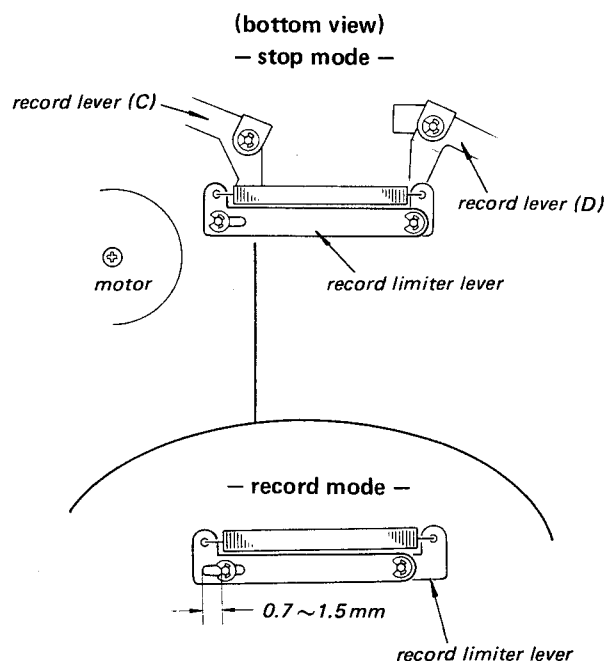 (bottom view)
— stop mode —
record lever (C)
record lever (D)
motor
record limiter lever
— record mode —
0.7~1.5mm
record limiter lever